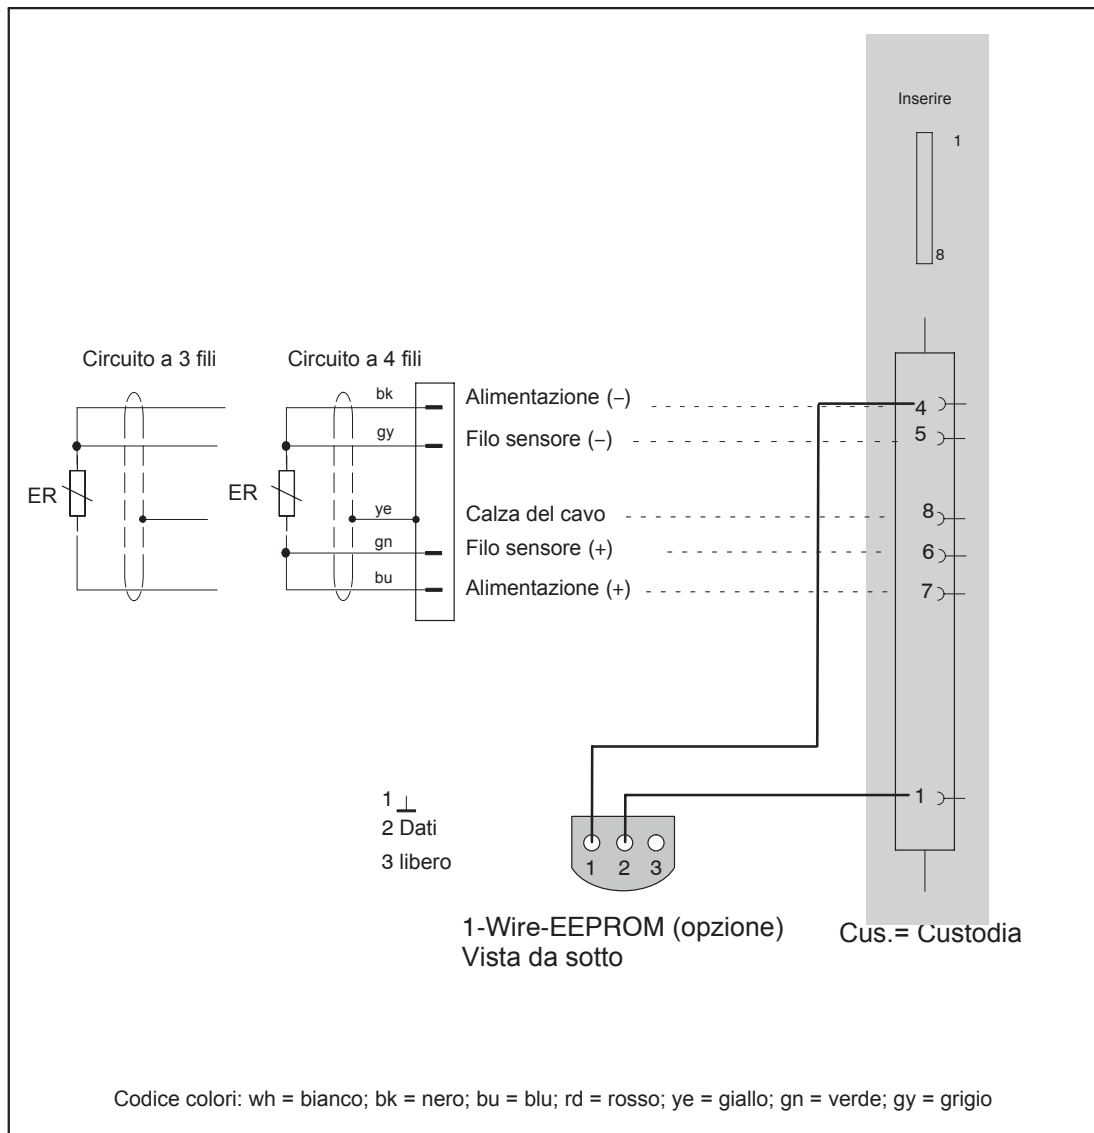 Inserire
1
8
Circuito a 3 fili
Circuito a 4 fili
bk
Alimentazione (–)
4
gy
Filo sensore (–)
5
ER
ER
ye
Calza del cavo
8
gn
Filo sensore (+)
6
bu
Alimentazione (+)
7
1
1
2 Dati
3 libero
1 2 3
1-Wire-EEPROM (opzione)
Vista da sotto
Cus.= Custodia
Codice colori: wh = bianco; bk = nero; bu = blu; rd = rosso; ye = giallo; gn = verde; gy = grigio